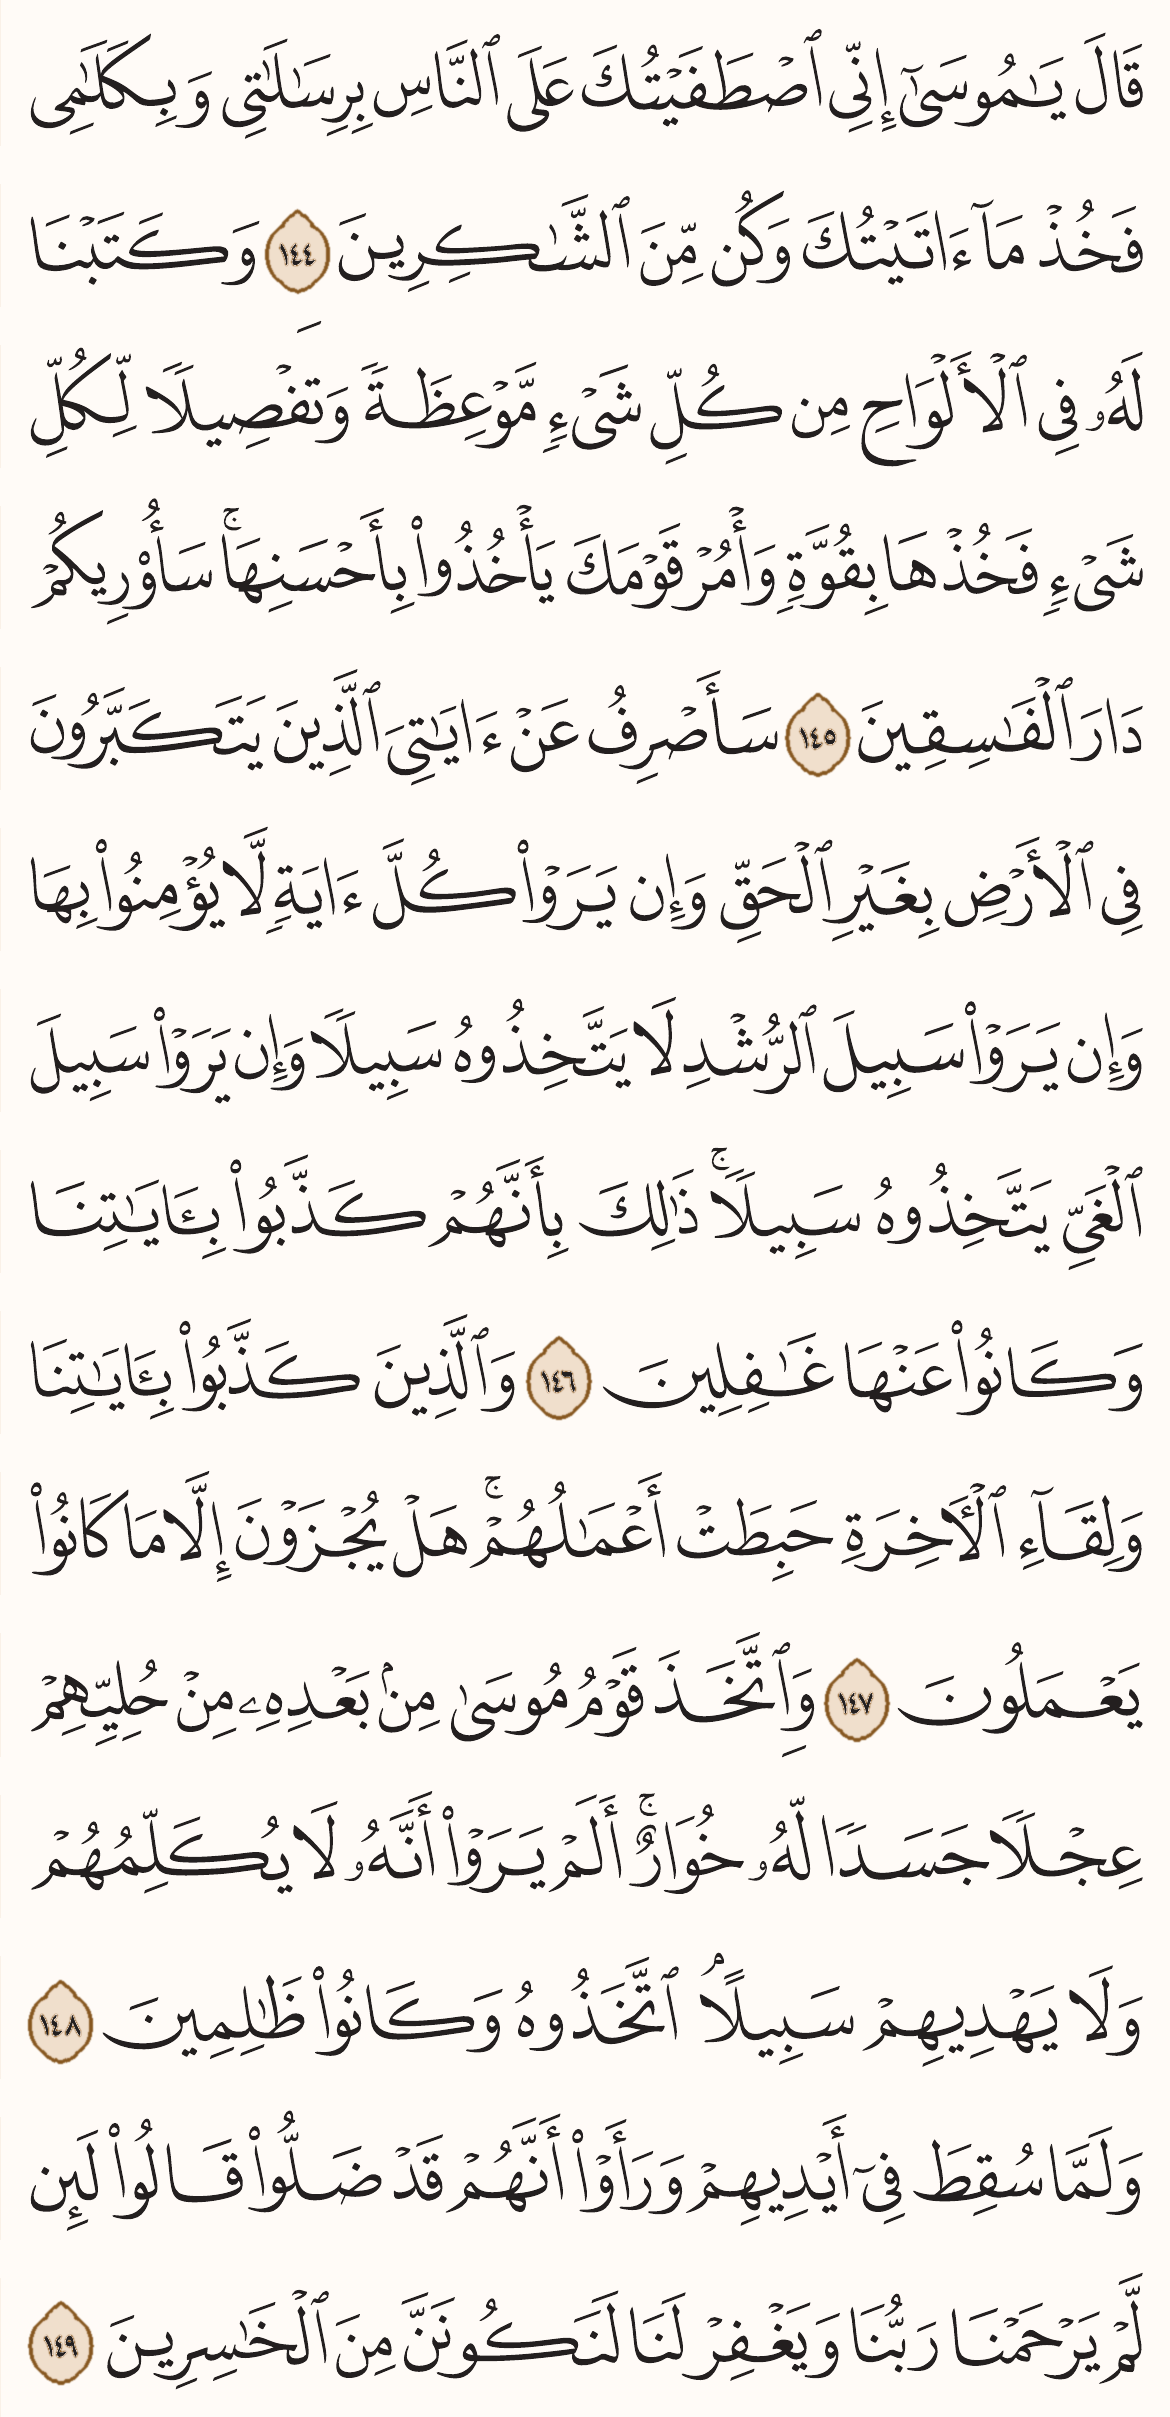 قَالَ يَٰمُوسَىٰٓ إِنِّي ٱصۡطَفَيۡتُكَ عَلَى ٱلنَّاسِ بِرِسَٰلَٰتِي وَبِكَلَٰمِي
فَخُذۡ مَآ ءَاتَيۡتُكَ وَكُن مِّنَ ٱلشَّٰكِرِينَ ١٤٤ وَكَتَبۡنَا
لَهُۥ فِي ٱلۡأَلۡوَاحِ مِن كُلِّ شَيۡءٖ مَّوۡعِظَةٗ وَتَفۡصِيلٗا لِّكُلِّ
شَيۡءٖ فَخُذۡهَا بِقُوَّةٖ وَأۡمُرۡ قَوۡمَكَ يَأۡخُذُواْ بِأَحۡسَنِهَاۚ سَأُوْرِيكُمۡ
دَارَ ٱلۡفَٰسِقِينَ ١٤٥ سَأَصۡرِفُ عَنۡ ءَايَٰتِيَ ٱلَّذِينَ يَتَكَبَّرُونَ
فِي ٱلۡأَرۡضِ بِغَيۡرِ ٱلۡحَقِّ وَإِن يَرَوۡاْ كُلَّ ءَايَةٖ لَّا يُؤۡمِنُواْ بِهَا
وَإِن يَرَوۡاْ سَبِيلَ ٱلرُّشۡدِ لَا يَتَّخِذُوهُ سَبِيلٗا وَإِن يَرَوۡاْ سَبِيلَ
ٱلۡغَيِّ يَتَّخِذُوهُ سَبِيلٗاۚ ذَٰلِكَ بِأَنَّهُمۡ كَذَّبُواْ بِـَٔايَٰتِنَا
وَكَانُواْ عَنۡهَا غَٰفِلِينَ ١٤٦ وَٱلَّذِينَ كَذَّبُواْ بِـَٔايَٰتِنَا
وَلِقَآءِ ٱلۡأٓخِرَةِ حَبِطَتۡ أَعۡمَٰلُهُمۡۚ هَلۡ يُجۡزَوۡنَ إِلَّا مَا كَانُواْ
يَعۡمَلُونَ ١٤٧ وَٱتَّخَذَ قَوۡمُ مُوسَىٰ مِنۢ بَعۡدِهِۦ مِنۡ حُلِيِّهِمۡ
عِجۡلٗا جَسَدٗا لَّهُۥ خُوَارٌۚ أَلَمۡ يَرَوۡاْ أَنَّهُۥ لَا يُكَلِّمُهُمۡ
وَلَا يَهۡدِيهِمۡ سَبِيلًاۘ ٱتَّخَذُوهُ وَكَانُواْ ظَٰلِمِينَ ١٤٨
وَلَمَّا سُقِطَ فِيٓ أَيۡدِيهِمۡ وَرَأَوۡاْ أَنَّهُمۡ قَدۡ ضَلُّواْ قَالُواْ لَئِن
لَّمۡ يَرۡحَمۡنَا رَبُّنَا وَيَغۡفِرۡ لَنَا لَنَكُونَنَّ مِنَ ٱلۡخَٰسِرِينَ ١٤٩